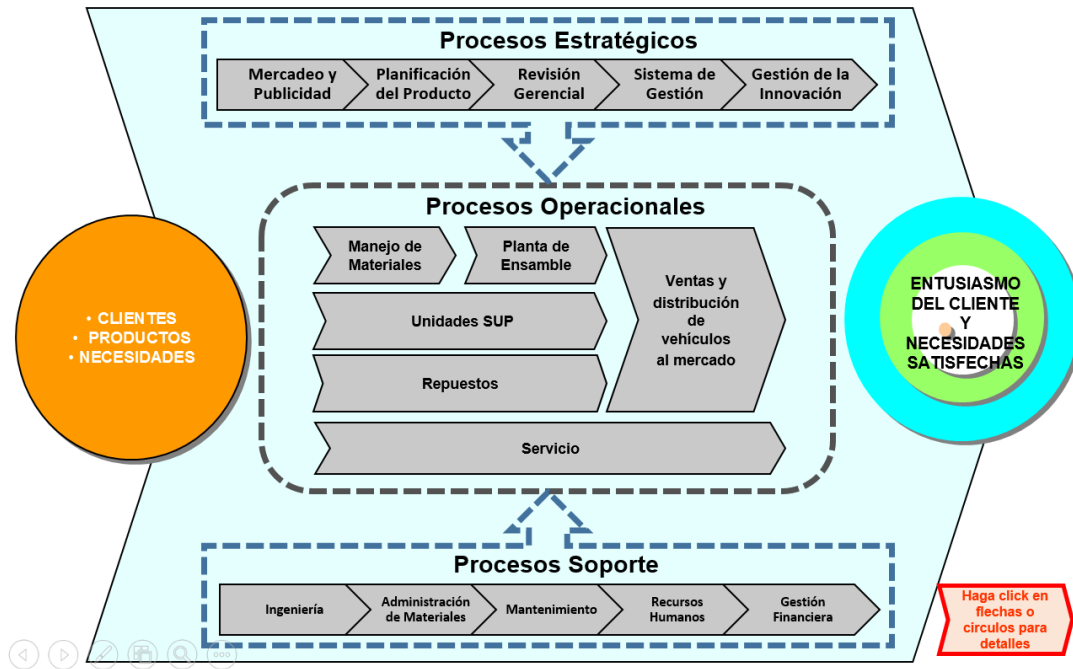 Procesos Estratégicos
Mercadeo y
Publicidad
Planificación
del Producto
Revisión
Gerencial
Sistema de
Gestión
Gestión de la
Innovación
Procesos Operacionales
Manejo de
Materiales
Planta de
Ensamble
Ventas y
distribución
de
vehículos
al mercado
Unidades SUP
Repuestos
Servicio
• CLIENTES
• PRODUCTOS
• NECESIDADES
ENTUSIASMO
DEL CLIENTE
Y
NECESIDADES
SATISFECHAS
Procesos Soporte
Ingeniería
Administración
de Materiales
Mantenimiento
Recursos
Humanos
Gestión
Financiera
Haga click en
flechas o
circulos para
detalles